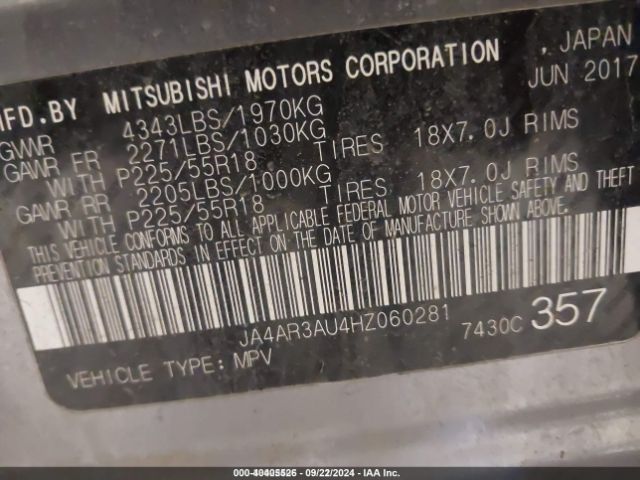 MFD.BY MITSUBISHI MOTORS CORPORATION , JAPAN
JUN 2017
GWWR 4343LBS/1970KG
GAWR FR 2271LBS/1030KG
WITH P225/55R18 TIRES 18X7.0J RIMS
GAWR RR 2205LBS/1000KG
WITH P225/55R18 TIRES 18X7.0J RIMS
THIS VEHICLE CONFORMS TO ALL APPLICABLE FEDERAL MOTOR VEHICLE SAFETY AND THEFT
PREVENTION STANDARDS IN EFFECT ON THE DATE OF MANUFACTURE SHOWN ABOVE.
JA4AR3AU4HZ060281 7430C 357
VEHICLE TYPE: MPV
000-40405526 - 09/22/2024 - IAA Inc.